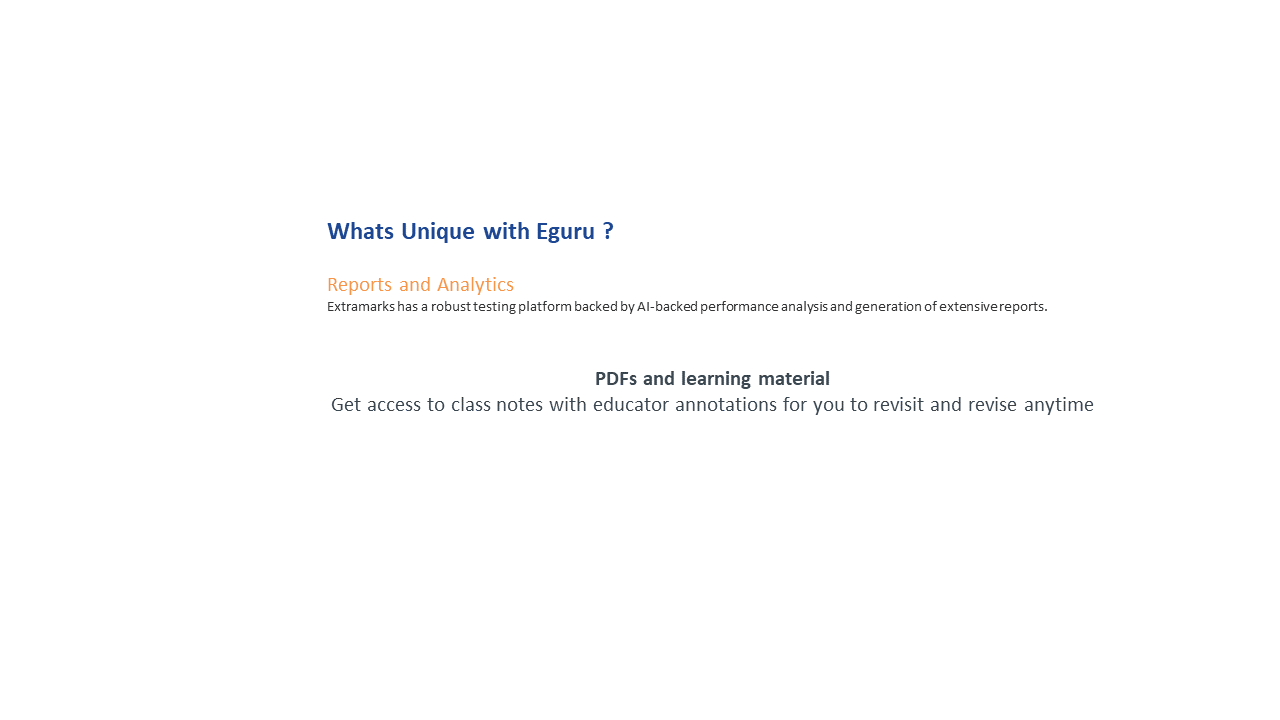 Whats Unique with Eguru ?
Reports and Analytics
Extramarks has a robust testing platform backed by AI-backed performance analysis and generation of extensive reports.
PDFs and learning material
Get access to class notes with educator annotations for you to revisit and revise anytime